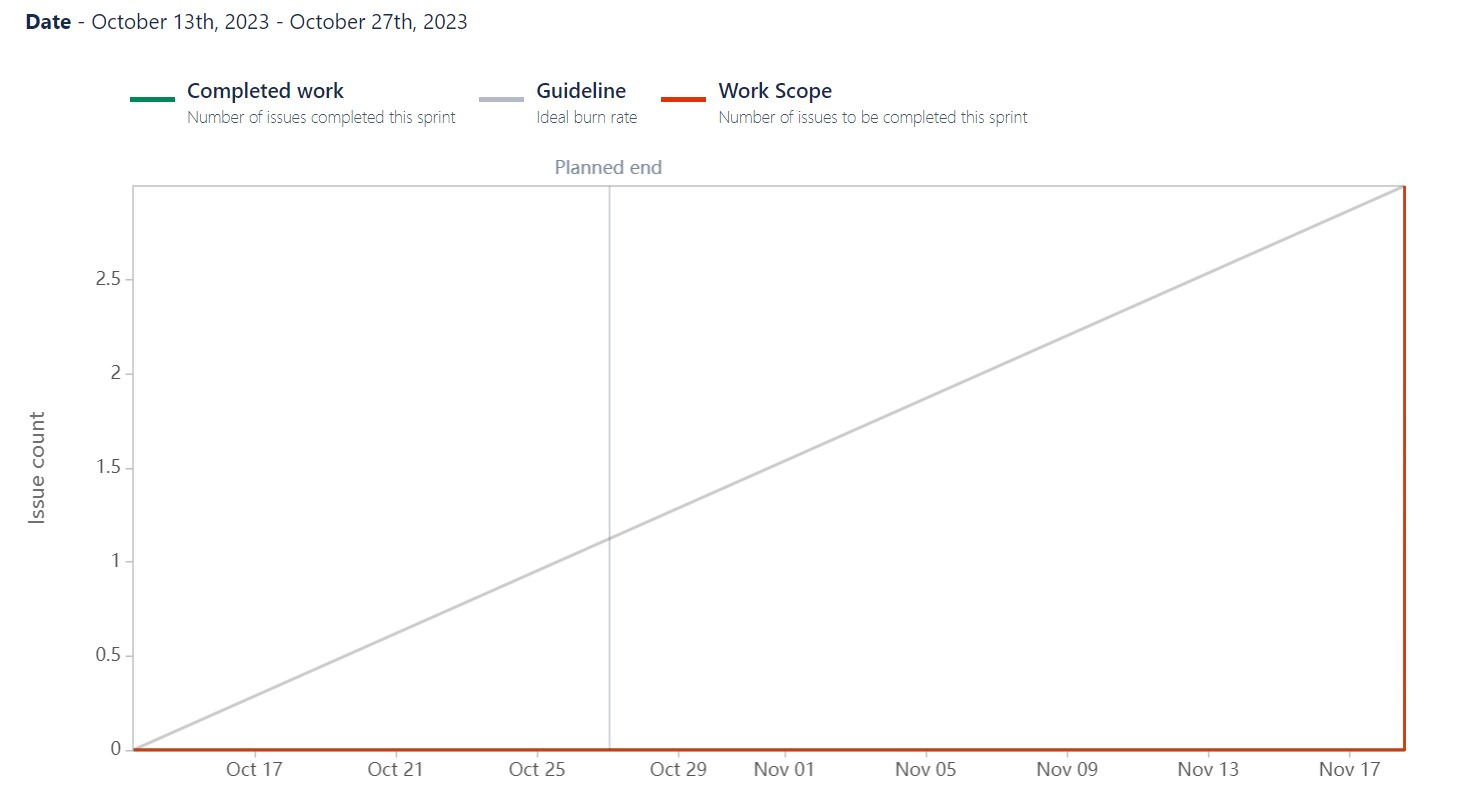 Date - October 13th, 2023 - October 27th, 2023
Completed work Guideline Work Scope
Number of issues completed this sprint Ideal burn rate Number of issues to be completed this sprint
Planned end
2.5
2
1.5
1
0.5
0
Issue count
Oct 17 Oct 21 Oct 25 Oct 29 Nov 01 Nov 05 Nov 09 Nov 13 Nov 17